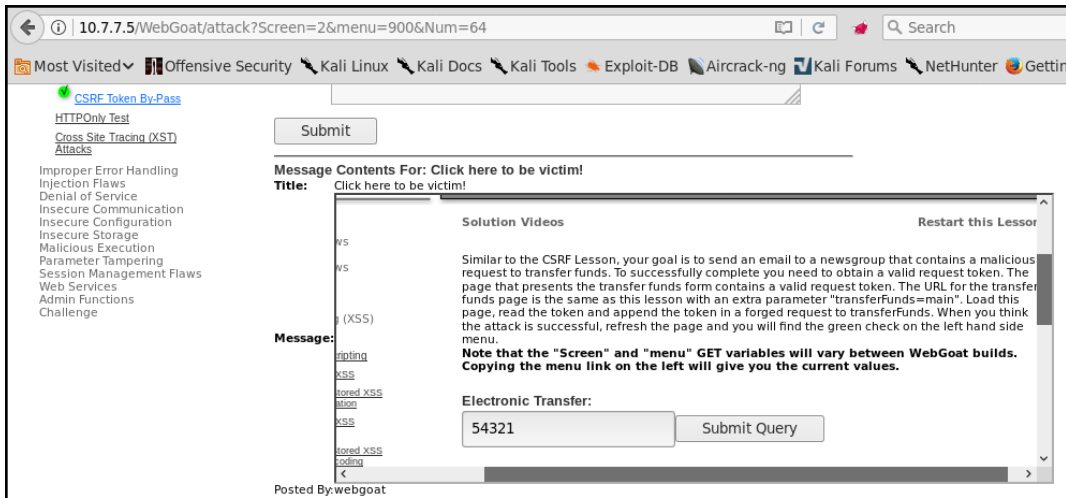 10.7.7.5/WebGoat/attack?Screen=2&menu=900&Num=64
Search
Most Visited Offensive Security Kali Linux Kali Docs Kali Tools Exploit-DB Aircrack-ng Kali Forums NetHunter
CSRF Token By-Pass
HTTPOnly Test
Cross Site Tracing (XST)
Attacks
Improper Error Handling
Injection Flaws
Denial of Service
Insecure Communication
Insecure Configuration
Insecure Storage
Malicious Execution
Parameter Tampering
Session Management Flaws
Web Services
Admin Functions
Challenge
Submit
Message Contents For: Click here to be victim!
Title: Click here to be victim!
Message:
ws
ws
(XSS)
ripting
XSS
tored XSS
ation
XSS
tored XSS
coding
Solution Videos Restart this Lesson
Similar to the CSRF Lesson, your goal is to send an email to a newsgroup that contains a malicious
request to transfer funds. To successfully complete you need to obtain a valid request token. The
page that presents the transfer funds form contains a valid request token. The URL for the transfer
funds page is the same as this lesson with an extra parameter "transferFunds=main". Load this
page, read the token and append the token in a forged request to transferFunds. When you think
the attack is successful, refresh the page and you will find the green check on the left hand side
menu.
Note that the "Screen" and "menu" GET variables will vary between WebGoat builds.
Copying the menu link on the left will give you the current values.
Electronic Transfer:
54321 Submit Query
Posted By:webgoat